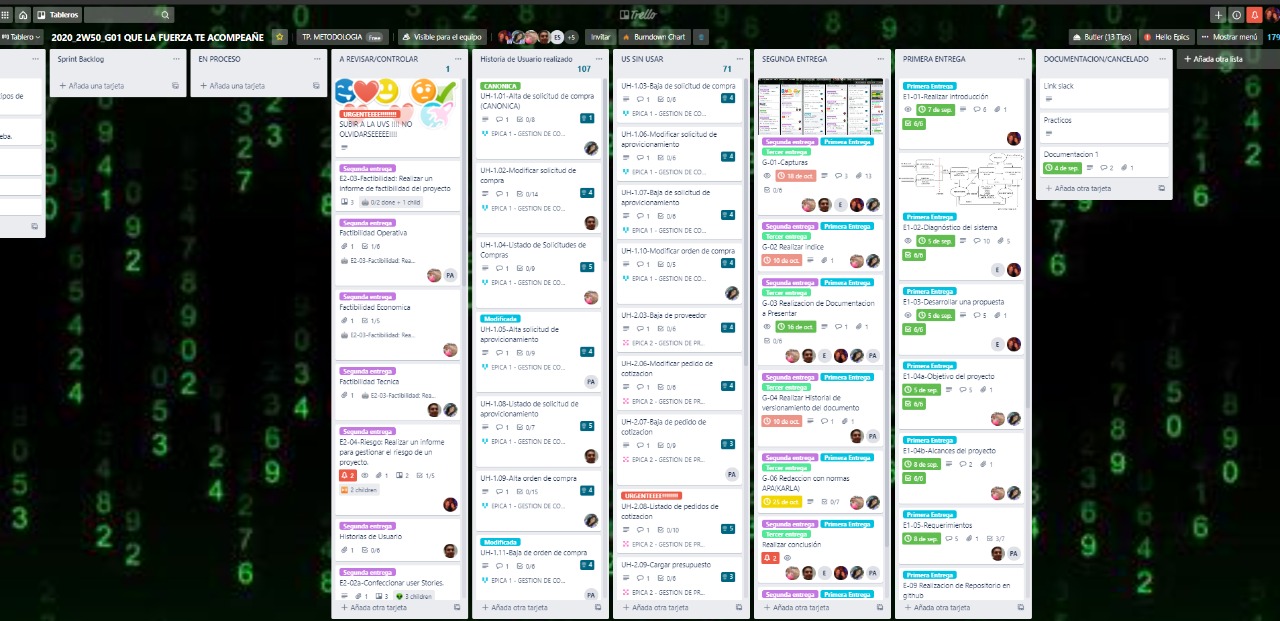 Tableros
Trello
Tablero
2020_2W50_G01 QUE LA FUERZA TE ACOMPEAÑE
TP. METODOLOGIA Free
Visible para el equipo
ES +5
Invitar
Burndown Chart
Butler (13 Tips)
Hello Epics
Mostrar menú
179
ipos de
eba.
Sprint Backlog
+ Añada una tarjeta
EN PROCESO
+ Añada una tarjeta
A REVISAR/CONTROLAR
1
URGENTEEE!!!!!!!!!
SUBIR A LA UVS !!!! NO
OLVIDARSEEEEE!!!!
Segunda entrega
E2-03-Factibilidad: Realizar un
informe de factibilidad del proyecto
3 0/2 done + 1 child
Segunda entrega
Factibilidad Operativa
1 1/6
E2-03-Factibilidad: Rea...
PA
Segunda entrega
Factibilidad Economica
1 1/5
E2-03-Factibilidad: Rea...
Segunda entrega
Factibilidad Tecnica
1 E2-03-Factibilidad: Rea...
Segunda entrega
E2-04-Riesgo: Realizar un informe
para gestionar el riesgo de un
proyecto.
2 1 2 1/5
2 children
Segunda entrega
Historias de Usuario
1 0/6
Segunda entrega
E2-02a-Confeccionar user Stories.
1 3 3 children
+ Añada otra tarjeta
Historia de Usuario realizado
107
CANONICA
UH-1.01-Alta de solicitud de compra
(CANONICA)
1 0/8 1
EPICA 1 - GESTION DE CO...
UH-1.02-Modificar solicitud de
compra
1 0/14 4
EPICA 1 - GESTION DE CO...
UH-1.04-Listado de Solicitudes de
Compras
1 0/9 5
EPICA 1 - GESTION DE CO...
Modificada
UH-1.05-Alta solicitud de
aprovicionamiento
1 0/9 4
PA
UH-1.08-Listado de solicitud de
aprovicionamiento
1 0/7 5
EPICA 1 - GESTION DE CO...
UH-1.09-Alta orden de compra
1 0/15 4
EPICA 1 - GESTION DE CO...
Modificada
UH-1.11-Baja de orden de compra
1 0/8 4
EPICA 1 - GESTION DE CO...
PA
+ Añada otra tarjeta
US SIN USAR
71
UH-1.03-Baja de solicitud de compra
1 0/6 4
EPICA 1 - GESTION DE CO...
UH-1.06-Modificar solicitud de
aprovicionamiento
1 0/6 4
EPICA 1 - GESTION DE CO...
UH-1.07-Baja de solicitud de
aprovicionamiento
1 0/6 4
EPICA 1 - GESTION DE CO...
UH-1.10-Modificar orden de compra
1 0/5 4
EPICA 1 - GESTION DE CO...
UH-2.03-Baja de proveedor
1 0/6 4
EPICA 2 - GESTION DE PR...
UH-2.06-Modificar pedido de
cotizacion
1 0/6 4
EPICA 2 - GESTION DE PR...
UH-2.07-Baja de pedido de
cotizacion
1 0/9 3
EPICA 2 - GESTION DE PR...
PA
URGENTEEE!!!!!!!!!
UH-2.08-Listado de pedidos de
cotizacion
1 0/10 5
EPICA 2 - GESTION DE PR...
UH-2.09-Cargar presupuesto
1 0/6 3
EPICA 2 - GESTION DE PR...
+ Añada otra tarjeta
SEGUNDA ENTREGA
Segunda entrega Primera Entrega
Tercer entrega
G-01-Capturas
18 de oct. 3 13
0/6
E
Segunda entrega Primera Entrega
G-02 Realizar indice
10 de oct. 1
Segunda entrega Primera Entrega
Tercer entrega
G-03 Realizacion de Documentacion
a Presentar
16 de oct. 1 1
0/6
E PA
Segunda entrega Primera Entrega
Tercer entrega
G-04 Realizar Historial de
versionamiento del documento
10 de oct. 1 1
PA
Segunda entrega Primera Entrega
Tercer entrega
G-06 Redaccion con normas
APA(KARLA)
25 de oct. 0/7
Segunda entrega Primera Entrega
Tercer entrega
Realizar conclusión
2
E PA
Segunda entrega Primera Entrega
+ Añada otra tarjeta
PRIMERA ENTREGA
E1-01-Realizar introducción
7 de sep. 6 1
6/6
Primera Entrega
E1-02-Diagnóstico del sistema
5 de sep. 10 5
8/8
E
Primera Entrega
E1-03-Desarrollar una propuesta
5 de sep. 5 1
6/6
E
Primera Entrega
E1-04a-Objetivo del proyecto
5 de sep. 5 1
6/6
Primera Entrega
E1-04b-Alcances del proyecto
8 de sep. 2 1
6/6
Primera Entrega
E1-05-Requerimientos
8 de sep. 5 1 3/7
PA
Primera Entrega
E-09 Realizacion de Repositorio en
github
+ Añada otra tarjeta
DOCUMENTACION/CANCELADO
Link slack
Practicos
Documentacion 1
4 de sep. 2 1
+ Añada otra tarjeta
+ Añada otra lista